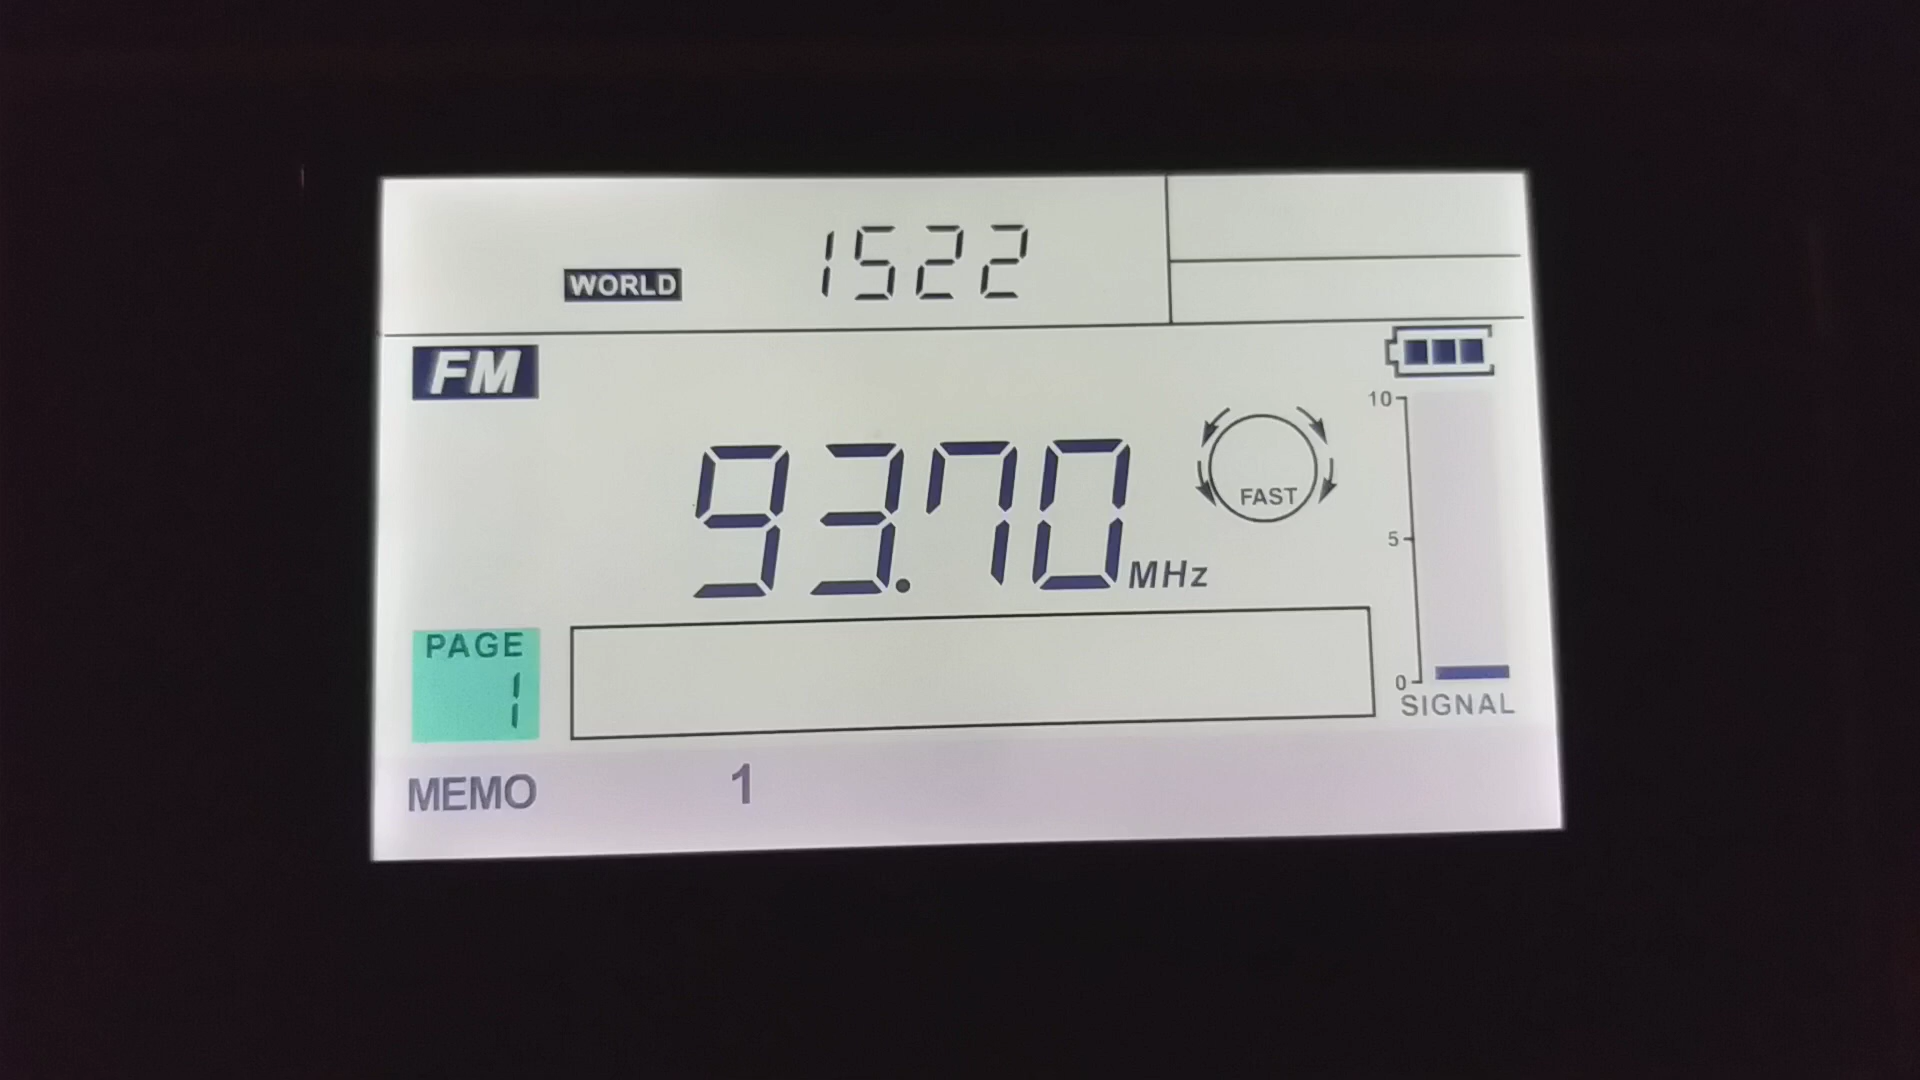 WORLD 1522
FM
10
93.70 MHz
FAST
5
PAGE
1
0
SIGNAL
MEMO 1